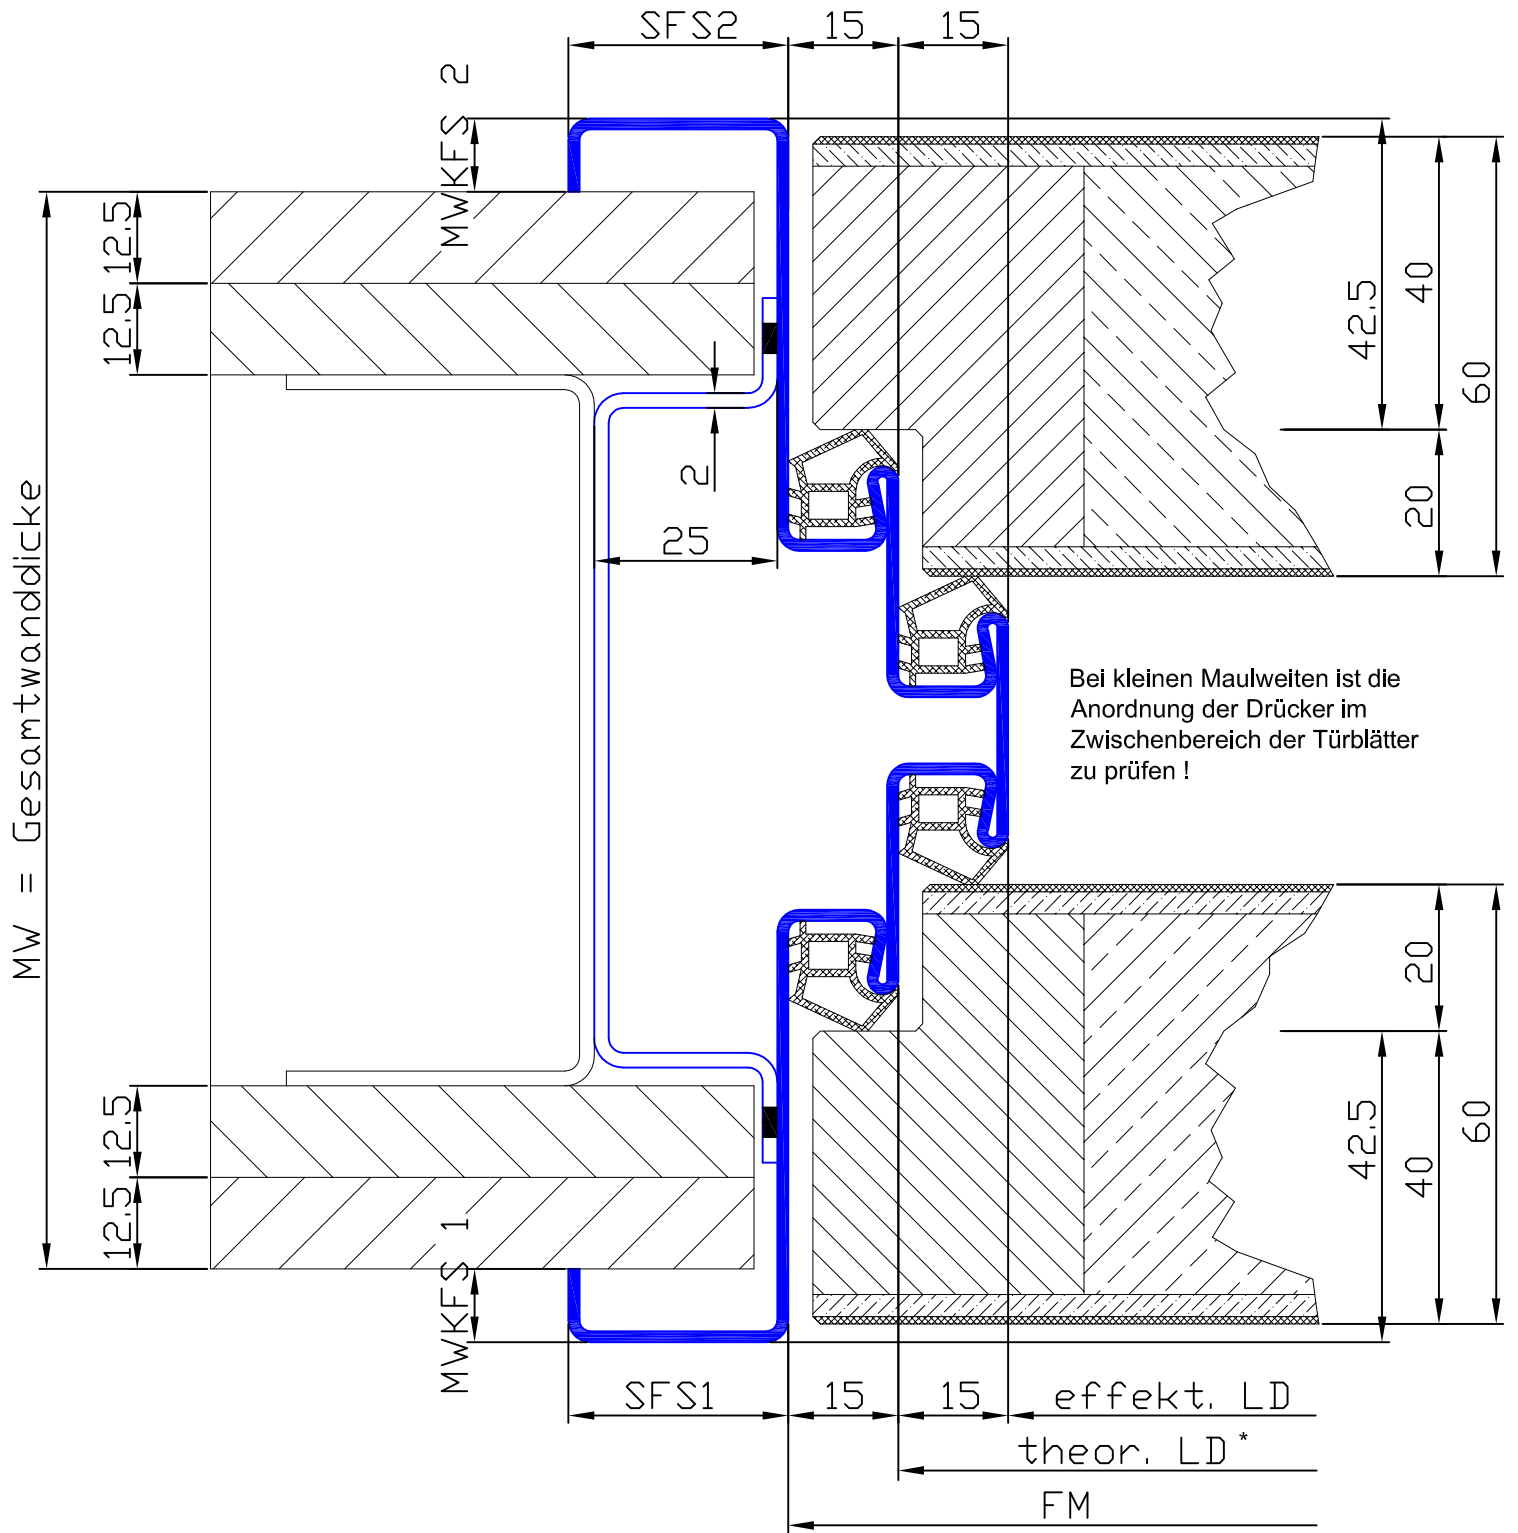 SFS2
15
15
MWKFS 2
12.5
12.5
42.5
40
60
20
2
25
MW = Gesamtwanddicke
Bei kleinen Maulweiten ist die
Anordnung der Drücker im
Zwischenbereich der Türblätter
zu prüfen !
20
42.5
40
60
12.5
12.5
MWKFS 1
SFS1
15
15
effekt. LD
theor. LD*
FM